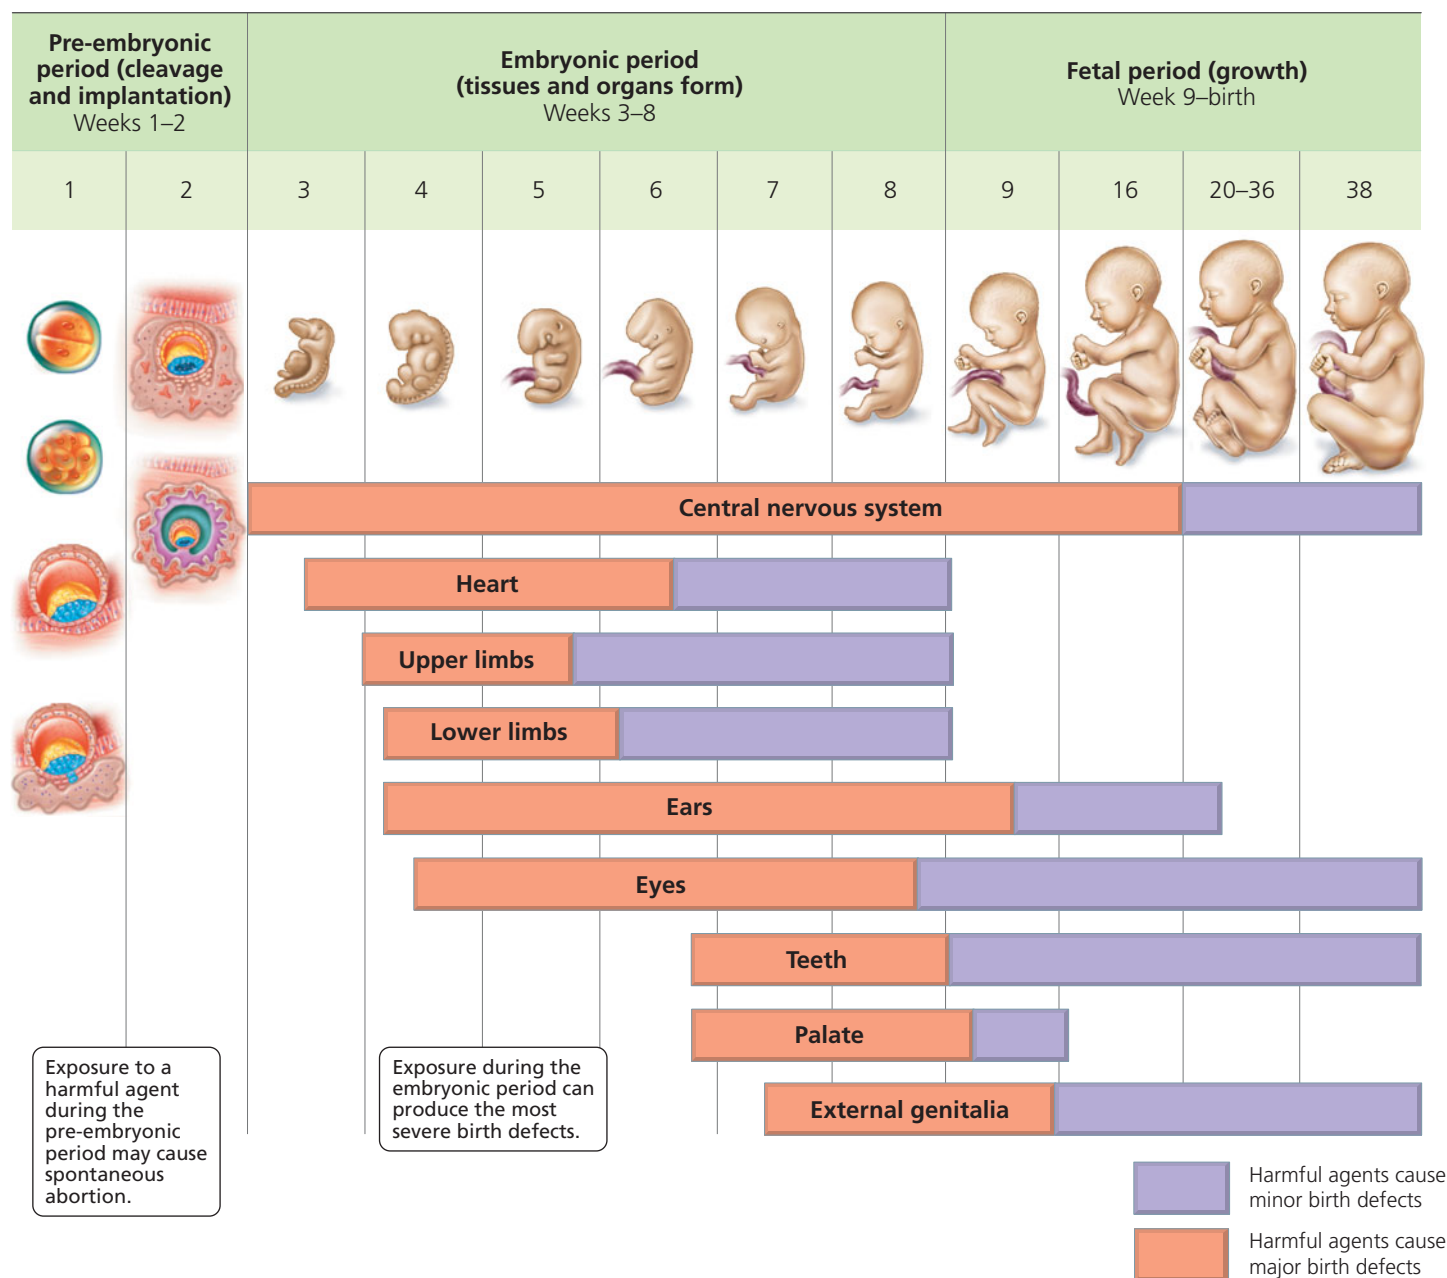 Pre-embryonic
period (cleavage
and implantation)
Weeks 1–2
Embryonic period
(tissues and organs form)
Weeks 3–8
Fetal period (growth)
Week 9–birth
1 2 3 4 5 6 7 8 9 16 20–36 38
Central nervous system
Heart
Upper limbs
Lower limbs
Ears
Eyes
Teeth
Palate
External genitalia
Exposure to a
harmful agent
during the
pre-embryonic
period may cause
spontaneous
abortion.
Exposure during the
embryonic period can
produce the most
severe birth defects.
Harmful agents cause
minor birth defects
Harmful agents cause
major birth defects